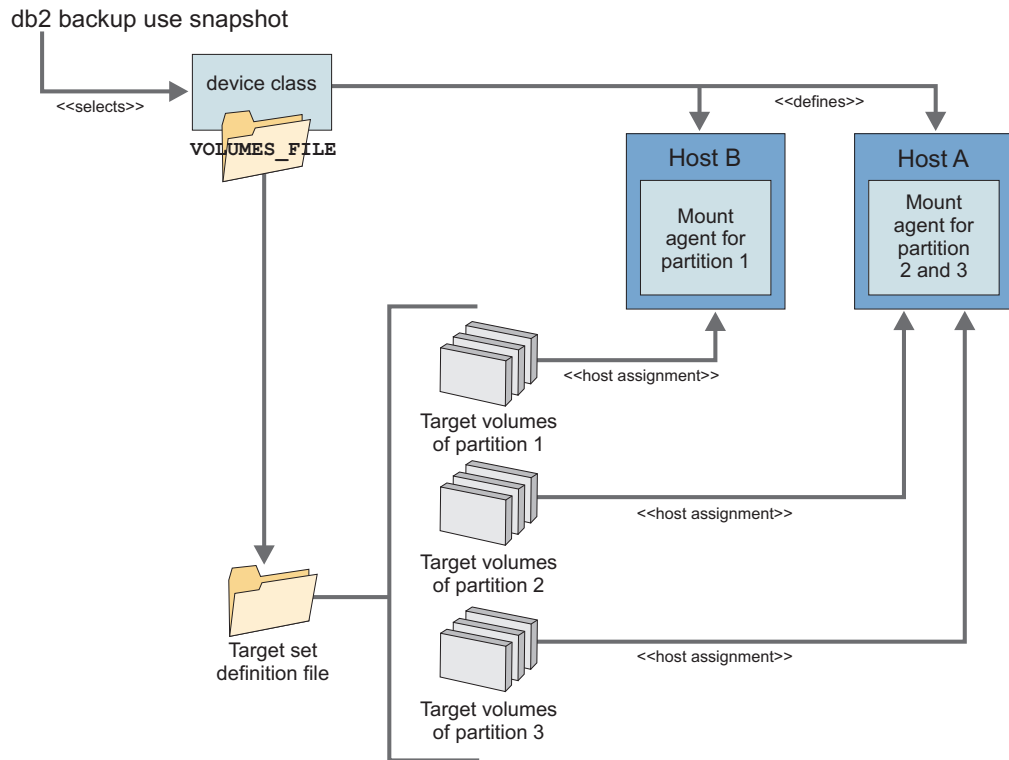 db2 backup use snapshot
device class
<<selects>>
<<defines>>
VOLUMES_FILE
Host B
Host A
Mount
agent for
partition 1
Mount
agent for
partition
2 and 3
<<host assignment>>
Target volumes
of partition 1
<<host assignment>>
Target volumes
of partition 2
Target set
definition file
<<host assignment>>
Target volumes
of partition 3